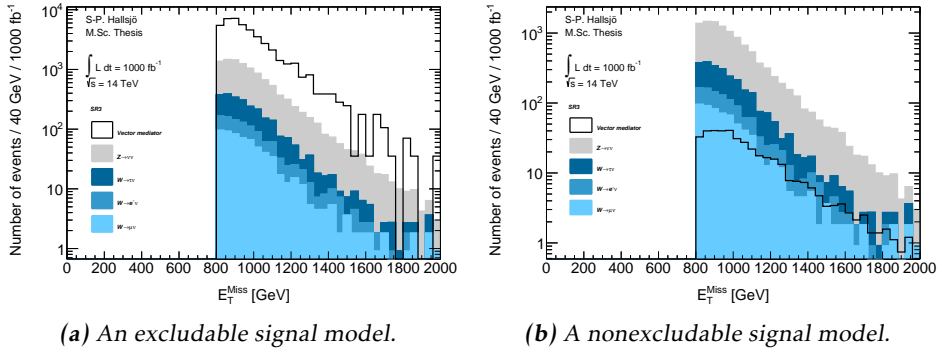 Number of events / 40 GeV / 1000 fb⁻¹
10⁴
10³
10²
10
1
S-P. Hallsjö
M.Sc. Thesis
∫ L dt = 1000 fb⁻¹
√s = 14 TeV
SR3
Vector mediator
Z→νν
W→τν
W→eν
W→μν
0 200 400 600 800 1000 1200 1400 1600 1800 2000
E_T^Miss [GeV]
(a) An excludable signal model.
Number of events / 40 GeV / 1000 fb⁻¹
10³
10²
10
1
S-P. Hallsjö
M.Sc. Thesis
∫ L dt = 1000 fb⁻¹
√s = 14 TeV
SR3
Vector mediator
Z→νν
W→τν
W→eν
W→μν
0 200 400 600 800 1000 1200 1400 1600 1800 2000
E_T^Miss [GeV]
(b) A nonexcludable signal model.